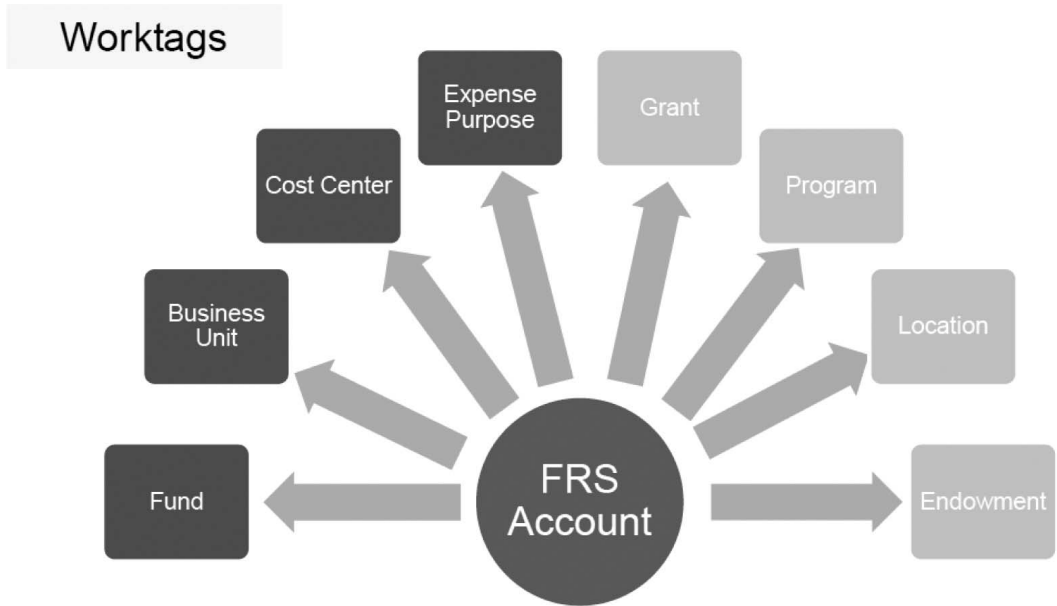 Worktags
Expense
Purpose
Grant
Cost Center
Program
Business
Unit
Location
Fund
FRS
Account
Endowment